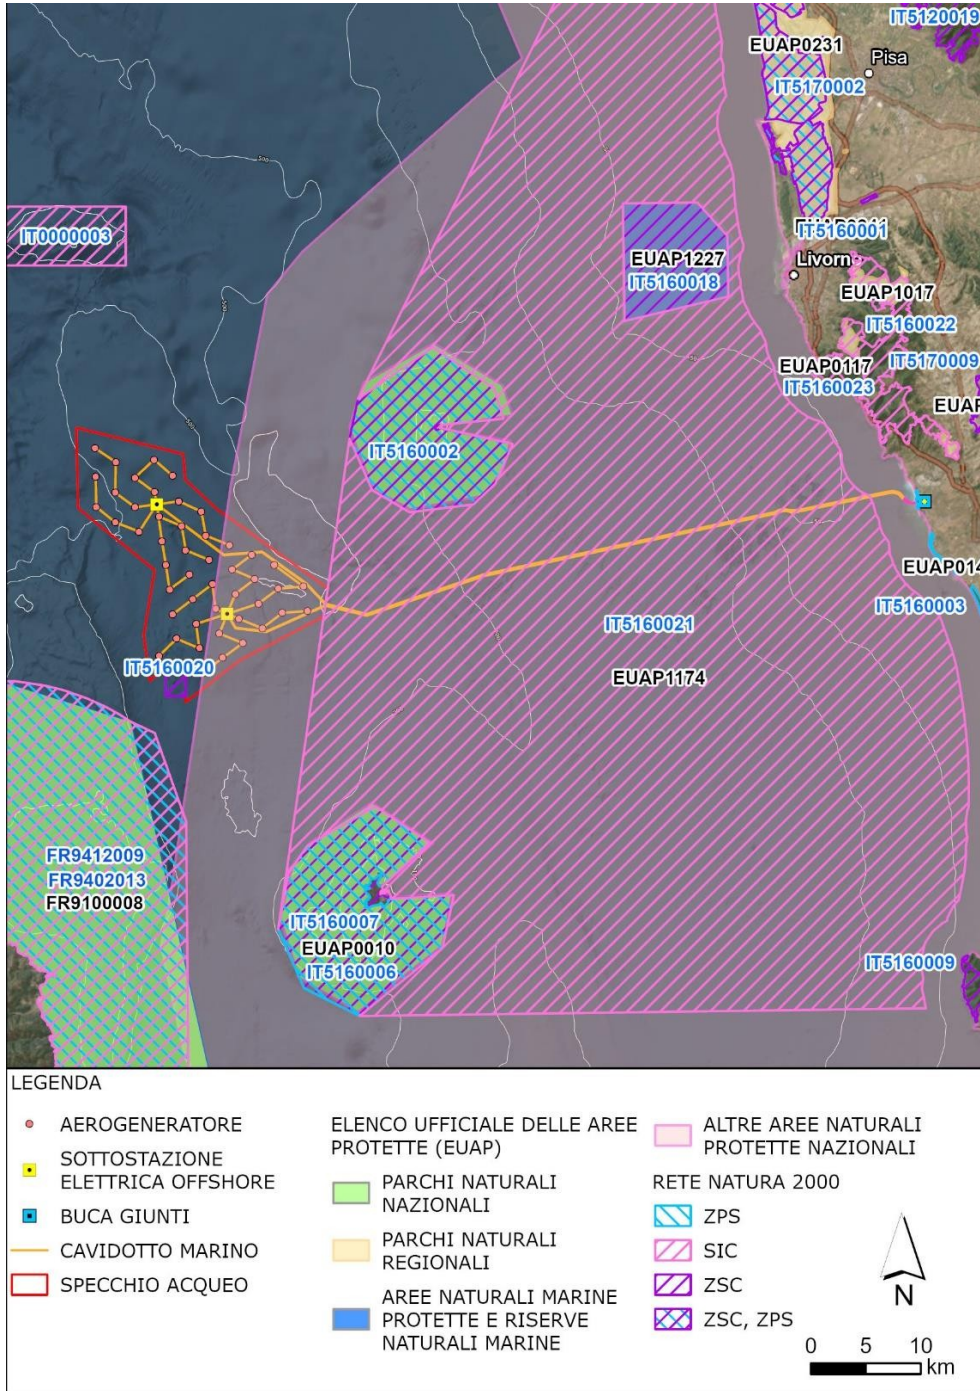 IT5120019
EUAP0231
Pisa
IT5170002
500
IT0000003
IT5160001
EUAP1227
Livorn
IT5160018
EUAP1017
IT5160022
EUAP0117
IT5170009
IT5160023
EUAP
IT5160002
EUAP014
IT5160003
IT5160021
IT5160020
EUAP1174
FR9412009
FR9402013
FR9100008
IT5160007
EUAP0010
IT5160006
IT5160009
LEGENDA
AEROGENERATORE
SOTTOSTAZIONE
ELETTRICA OFFSHORE
BUCA GIUNTI
CAVIDOTTO MARINO
SPECCHIO ACQUEO
ELENCO UFFICIALE DELLE AREE
PROTETTE (EUAP)
PARCHI NATURALI
NAZIONALI
PARCHI NATURALI
REGIONALI
AREE NATURALI MARINE
PROTETTE E RISERVE
NATURALI MARINE
ALTRE AREE NATURALI
PROTETTE NAZIONALI
RETE NATURA 2000
ZPS
SIC
ZSC
ZSC, ZPS
N
0 5 10
km